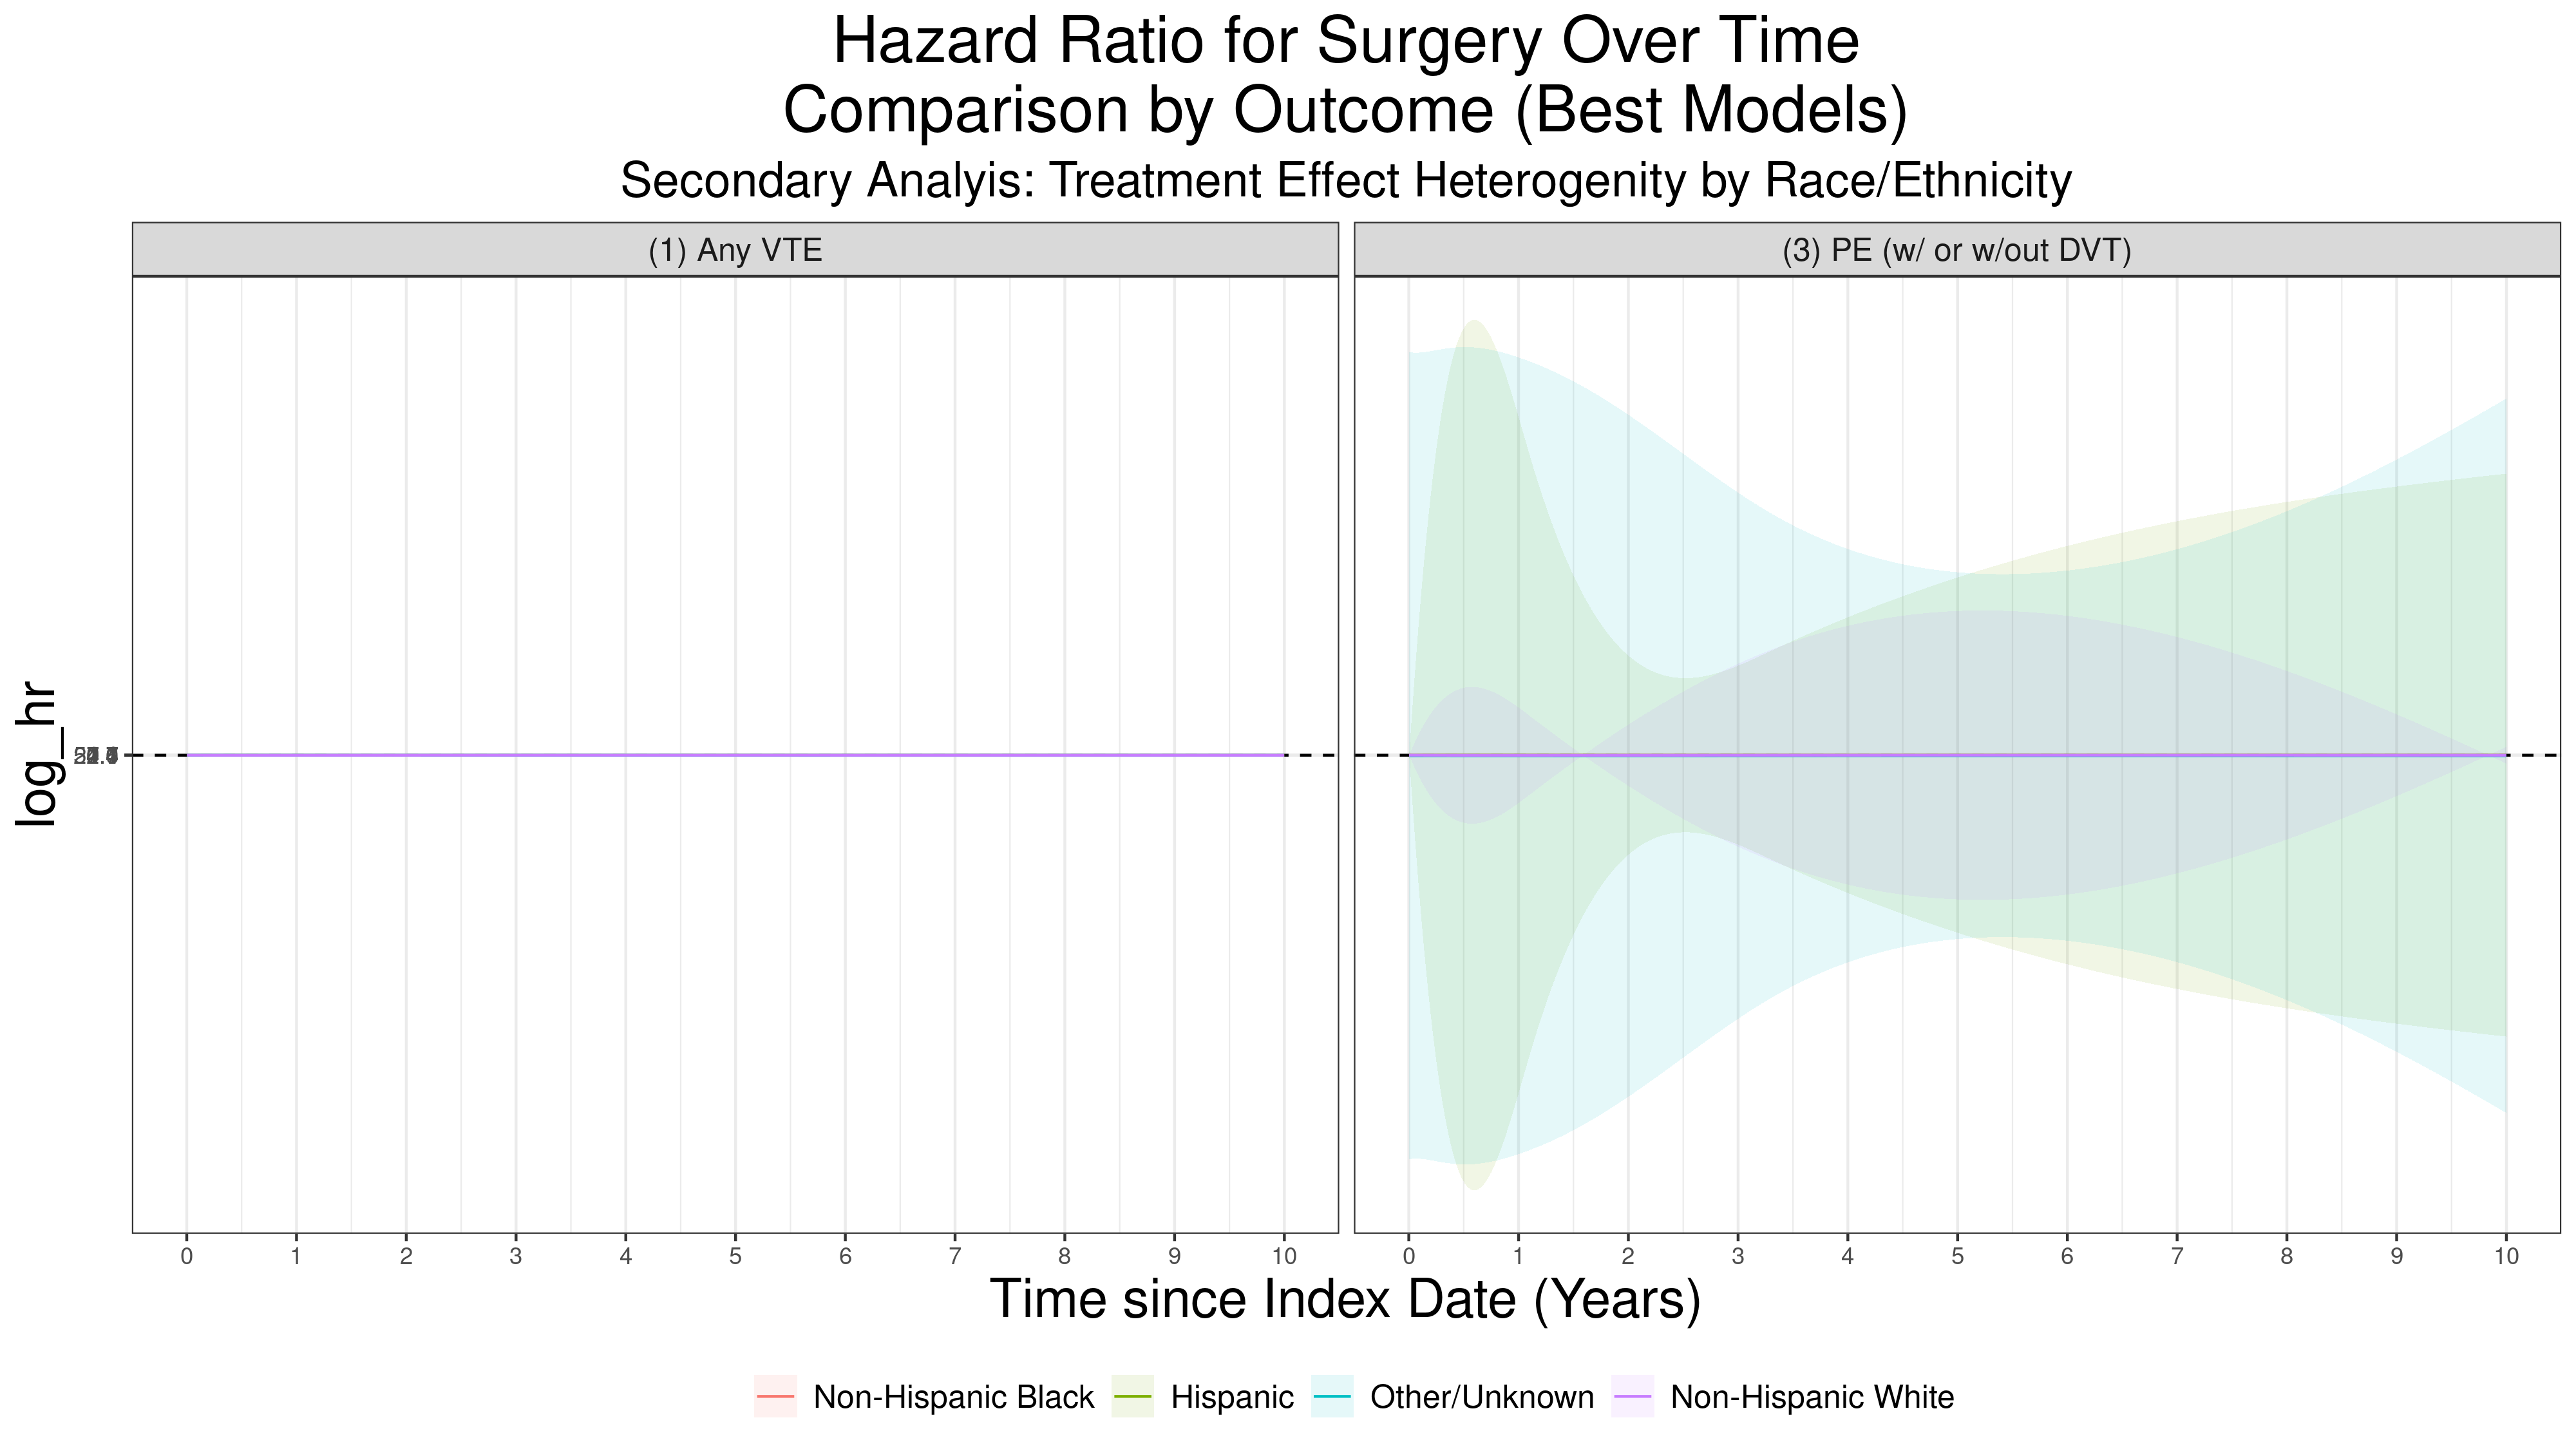 Hazard Ratio for Surgery Over Time
Comparison by Outcome (Best Models)
Secondary Analyis: Treatment Effect Heterogenity by Race/Ethnicity
(1) Any VTE
(3) PE (w/ or w/out DVT)
log_hr
0 1 2 3 4 5 6 7 8 9 10
0 1 2 3 4 5 6 7 8 9 10
Time since Index Date (Years)
Non-Hispanic Black
Hispanic
Other/Unknown
Non-Hispanic White